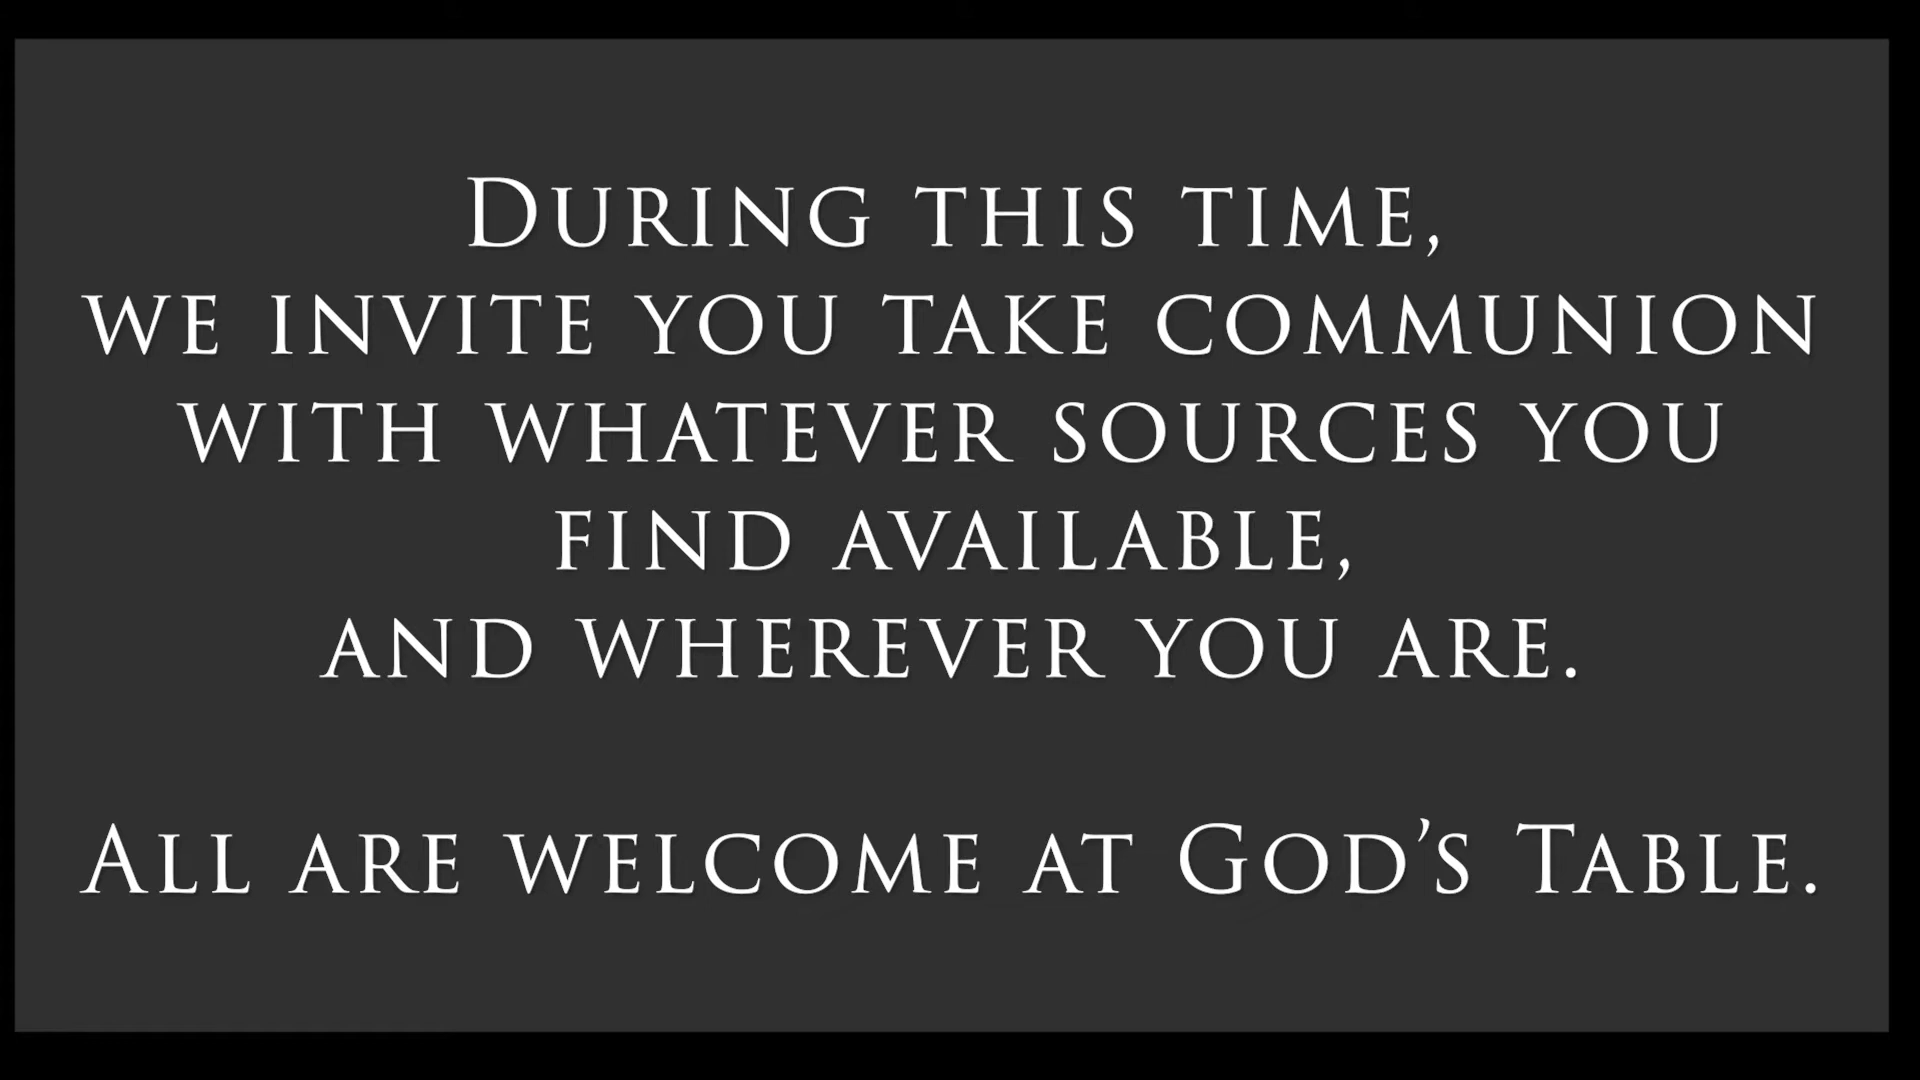 During this time,
we invite you take communion
with whatever sources you
find available,
and wherever you are.
All are welcome at God’s Table.